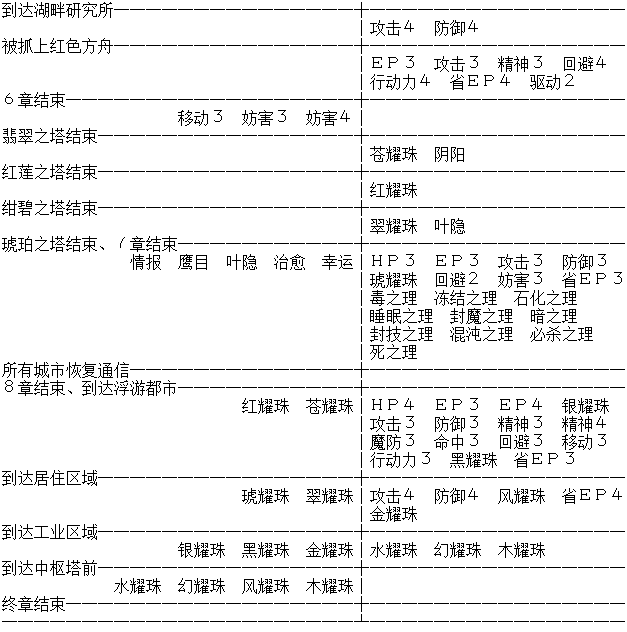 到达湖畔研究所
攻击4 防御4
被抓上红色方舟
EP3 攻击3 精神3 回避4
行动力4 省EP4 驱动2
6章结束
移动3 妨害3 妨害4
翡翠之塔结束
苍耀珠 阴阳
红莲之塔结束
红耀珠
绀碧之塔结束
翠耀珠 叶隐
琥珀之塔结束、7章结束
情报 鹰目 叶隐 治愈 幸运 HP3 EP3 攻击3 防御3
琥耀珠 回避2 妨害3 省EP3
毒之理 冻结之理 石化之理
睡眠之理 封魔之理 暗之理
封技之理 混沌之理 必杀之理
死之理
所有城市恢复通信
8章结束、到达浮游都市
红耀珠 苍耀珠 HP4 EP3 EP4 银耀珠
攻击3 防御3 精神3 精神4
魔防3 命中3 回避3 移动3
行动力3 黑耀珠 省EP3
到达居住区域
琥耀珠 翠耀珠 攻击4 防御4 风耀珠 省EP4
金耀珠
到达工业区域
银耀珠 黑耀珠 金耀珠 水耀珠 幻耀珠 木耀珠
到达中枢塔前
水耀珠 幻耀珠 风耀珠 木耀珠
终章结束